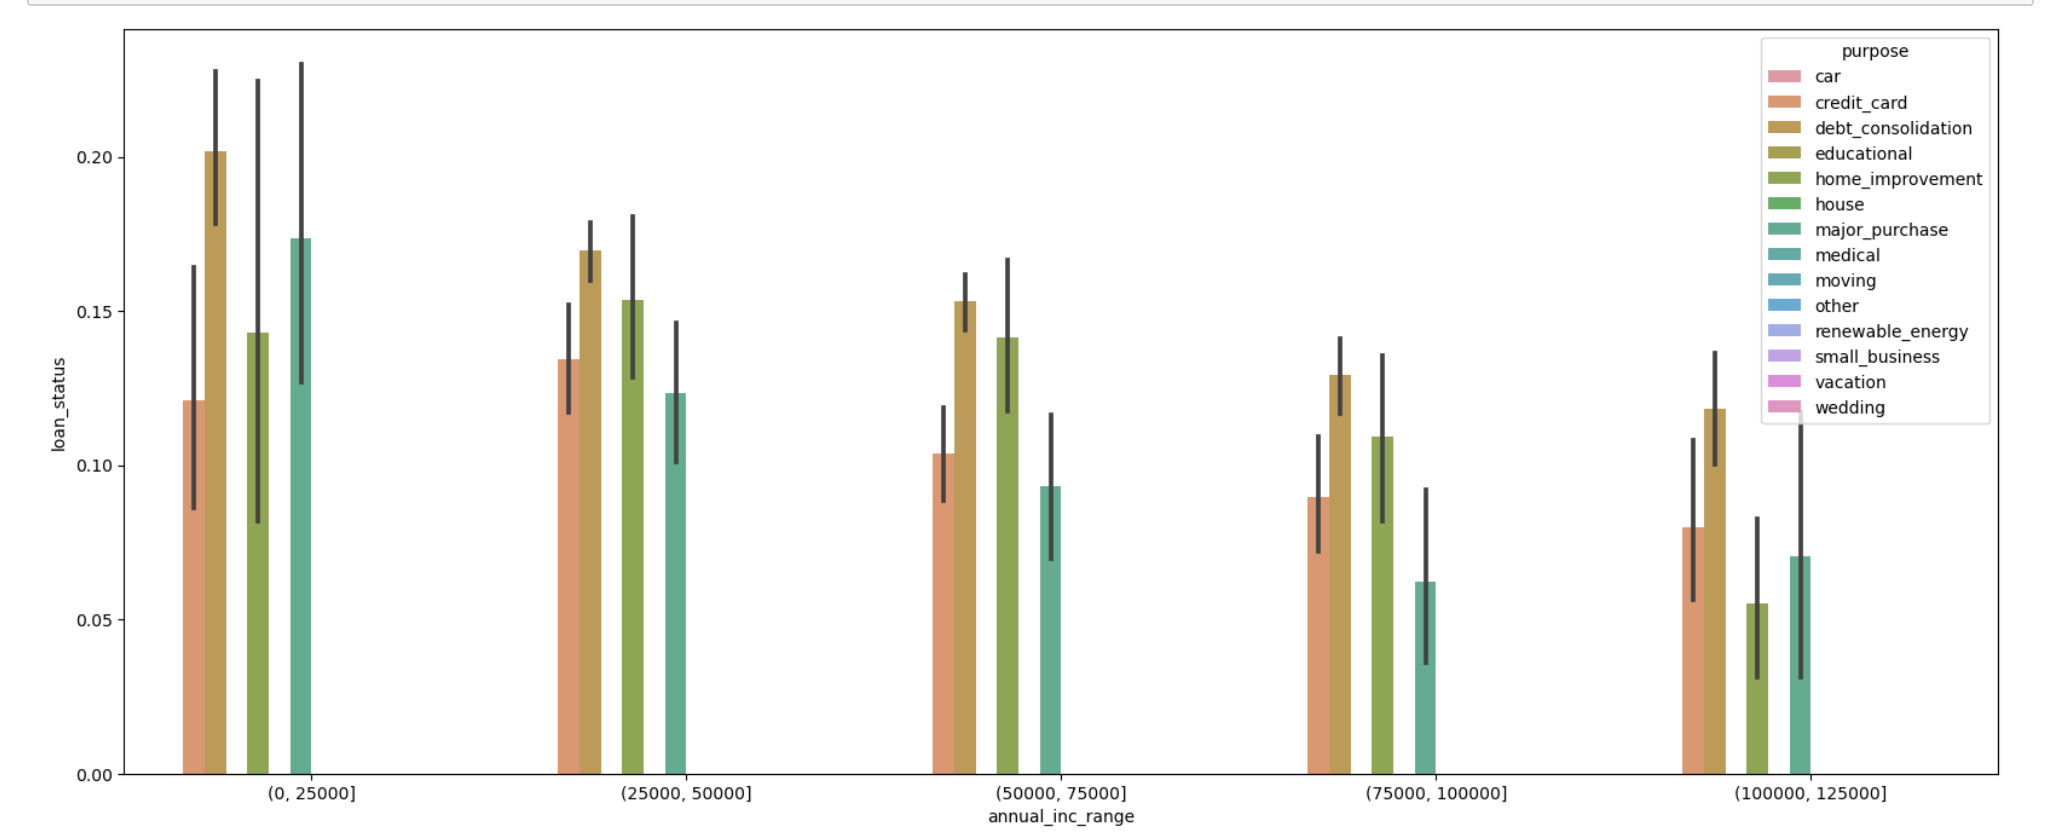 purpose
car
credit_card
debt_consolidation
educational
home_improvement
house
major_purchase
medical
moving
other
renewable_energy
small_business
vacation
wedding
0.20
0.15
0.10
0.05
0.00
loan_status
(0, 25000]
(25000, 50000]
(50000, 75000]
(75000, 100000]
(100000, 125000]
annual_inc_range